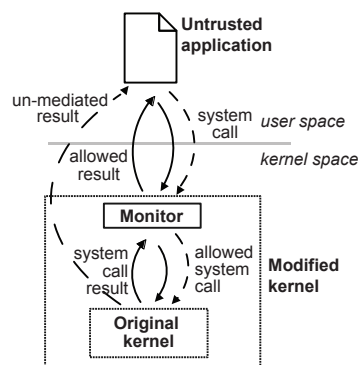 Untrusted
application
un-mediated
result
system
call
user space
allowed
result
kernel space
Monitor
system
call
result
allowed
system
call
Modified
kernel
Original
kernel